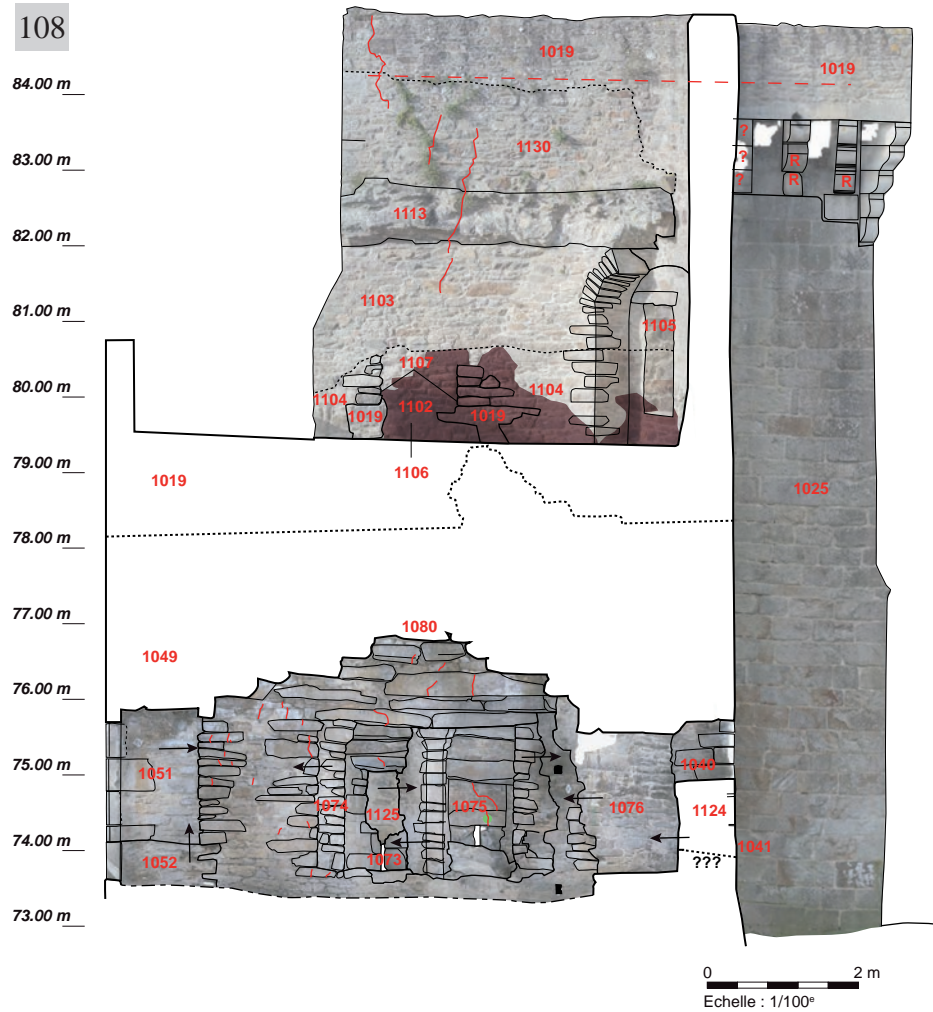 108
1019
1019
84.00 m
?
1130
83.00 m
?
R
?
R
R
1113
82.00 m
1103
81.00 m
1105
1107
80.00 m
1104
1104
1102
1019
1019
79.00 m
1106
1019
1025
78.00 m
77.00 m
1080
1049
76.00 m
75.00 m
1051
1040
1074
1125
1075
1076
1124
74.00 m
1052
1073
1041
???
73.00 m
0 2 m
Echelle : 1/100e